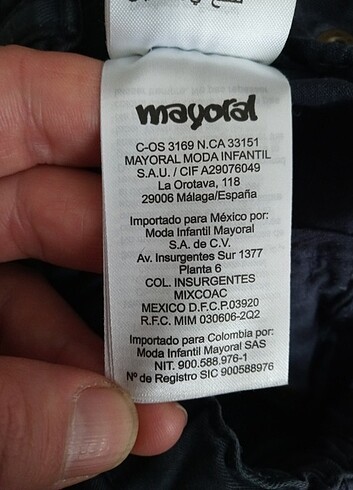 mayoral
C-OS 3169 N.CA 33151
MAYORAL MODA INFANTIL
S.A.U. / CIF A29076049
La Orotava, 118
29006 Málaga/España
Importado para México por:
Moda Infantil Mayoral
S.A. de C.V.
Av. Insurgentes Sur 1377
Planta 6
COL. INSURGENTES
MIXCOAC
MEXICO D.F.C.P.03920
R.F.C. MIM 030606-2Q2
Importado para Colombia por:
Moda Infantil Mayoral SAS
NIT. 900.588.976-1
Nº de Registro SIC 900588976